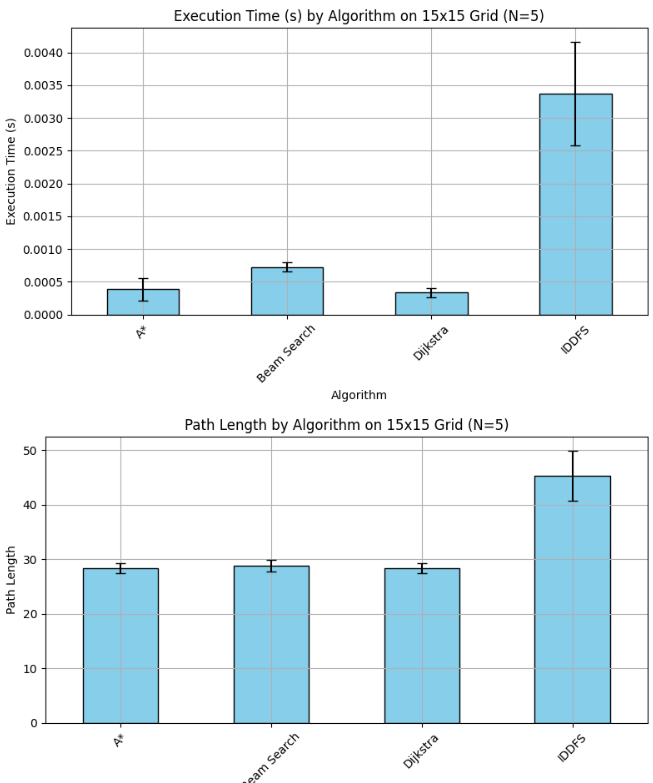 Execution Time (s) by Algorithm on 15x15 Grid (N=5)
0.0040
0.0035
0.0030
0.0025
0.0020
0.0015
0.0010
0.0005
0.0000
Execution Time (s)
A*
Beam Search
Dijkstra
IDDFS
Algorithm
Path Length by Algorithm on 15x15 Grid (N=5)
50
40
30
20
10
0
Path Length
A*
Beam Search
Dijkstra
IDDFS